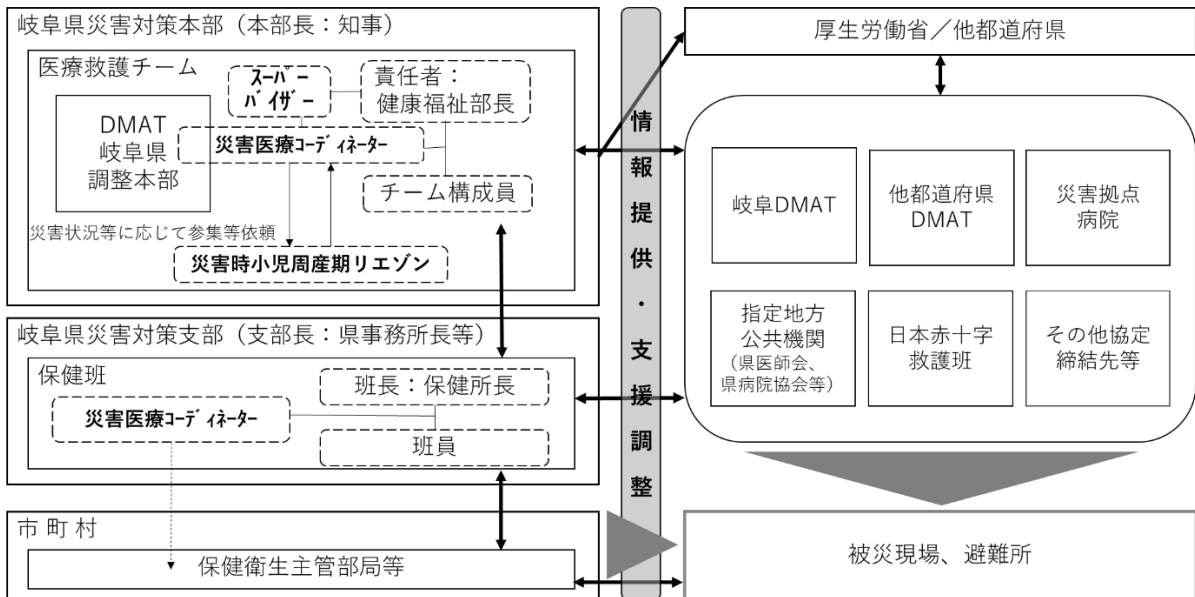 岐阜県災害対策本部（本部長：知事）
医療救護チーム
ｽｰﾊﾟｰ
ﾊﾞｲｻﾞｰ
責任者：
健康福祉部長
DMAT
岐阜県
調整本部
災害医療ｺｰﾃﾞｨﾈｰﾀｰ
チーム構成員
災害状況等に応じて参集等依頼
災害時小児周産期リエゾン
岐阜県災害対策支部（支部長：県事務所長等）
保健班
班長：保健所長
災害医療ｺｰﾃﾞｨﾈｰﾀｰ
班員
市町村
保健衛生主管部局等
情報提供・支援調整
厚生労働省／他都道府県
岐阜DMAT
他都道府県
DMAT
災害拠点
病院
指定地方
公共機関
（県医師会、
県病院協会等）
日本赤十字
救護班
その他協定
締結先等
被災現場、避難所